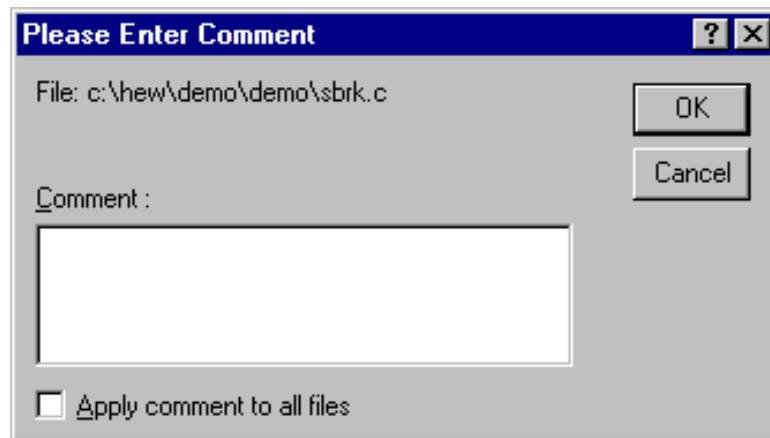 Please Enter Comment
File: c:\hew\demo\demo\sbrk.c
OK
Cancel
Comment :
Apply comment to all files